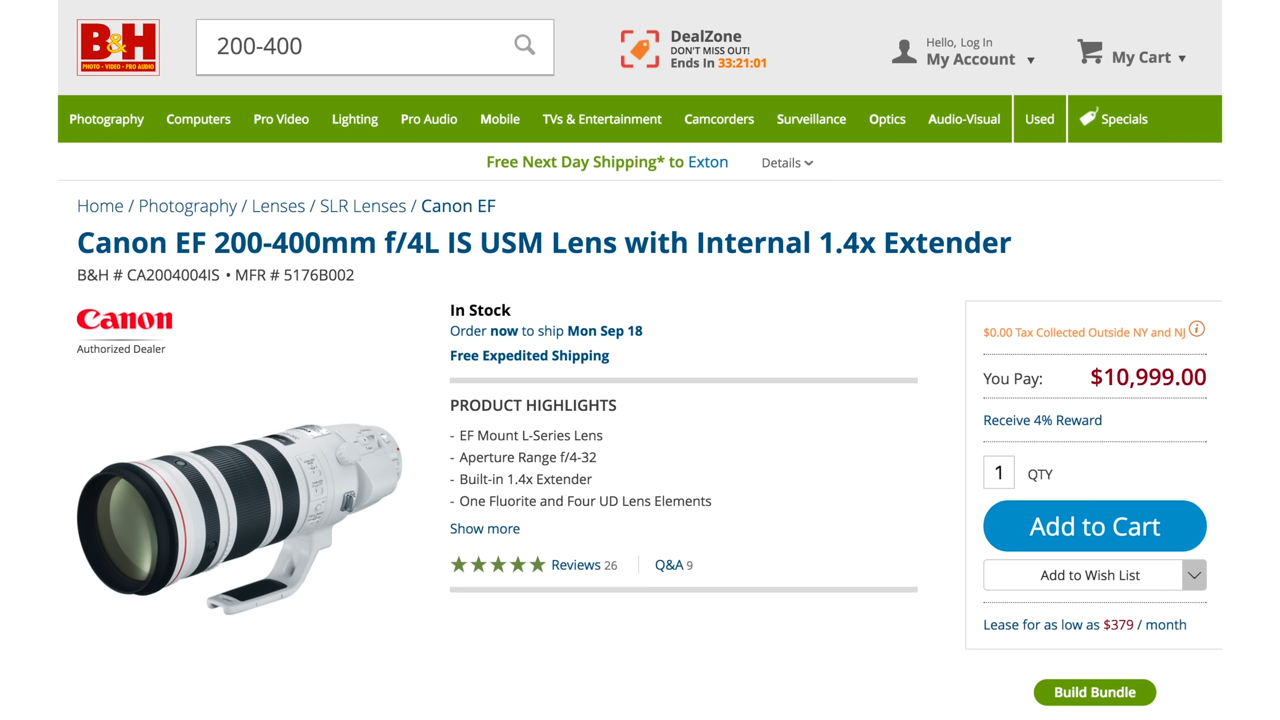 B&H
PHOTO - VIDEO - PRO AUDIO
200-400
DealZone
DON'T MISS OUT!
Ends In 33:21:01
Hello, Log In
My Account
My Cart
Photography Computers Pro Video Lighting Pro Audio Mobile TVs & Entertainment Camcorders Surveillance Optics Audio-Visual Used Specials
Free Next Day Shipping* to Exton Details
Home / Photography / Lenses / SLR Lenses / Canon EF
Canon EF 200-400mm f/4L IS USM Lens with Internal 1.4x Extender
B&H # CA2004004IS • MFR # 5176B002
Canon
Authorized Dealer
In Stock
Order now to ship Mon Sep 18
Free Expedited Shipping
PRODUCT HIGHLIGHTS
- EF Mount L-Series Lens
- Aperture Range f/4-32
- Built-in 1.4x Extender
- One Fluorite and Four UD Lens Elements
Show more
Reviews 26 Q&A 9
$0.00 Tax Collected Outside NY and NJ i
You Pay: $10,999.00
Receive 4% Reward
1 QTY
Add to Cart
Add to Wish List
Lease for as low as $379 / month
Build Bundle